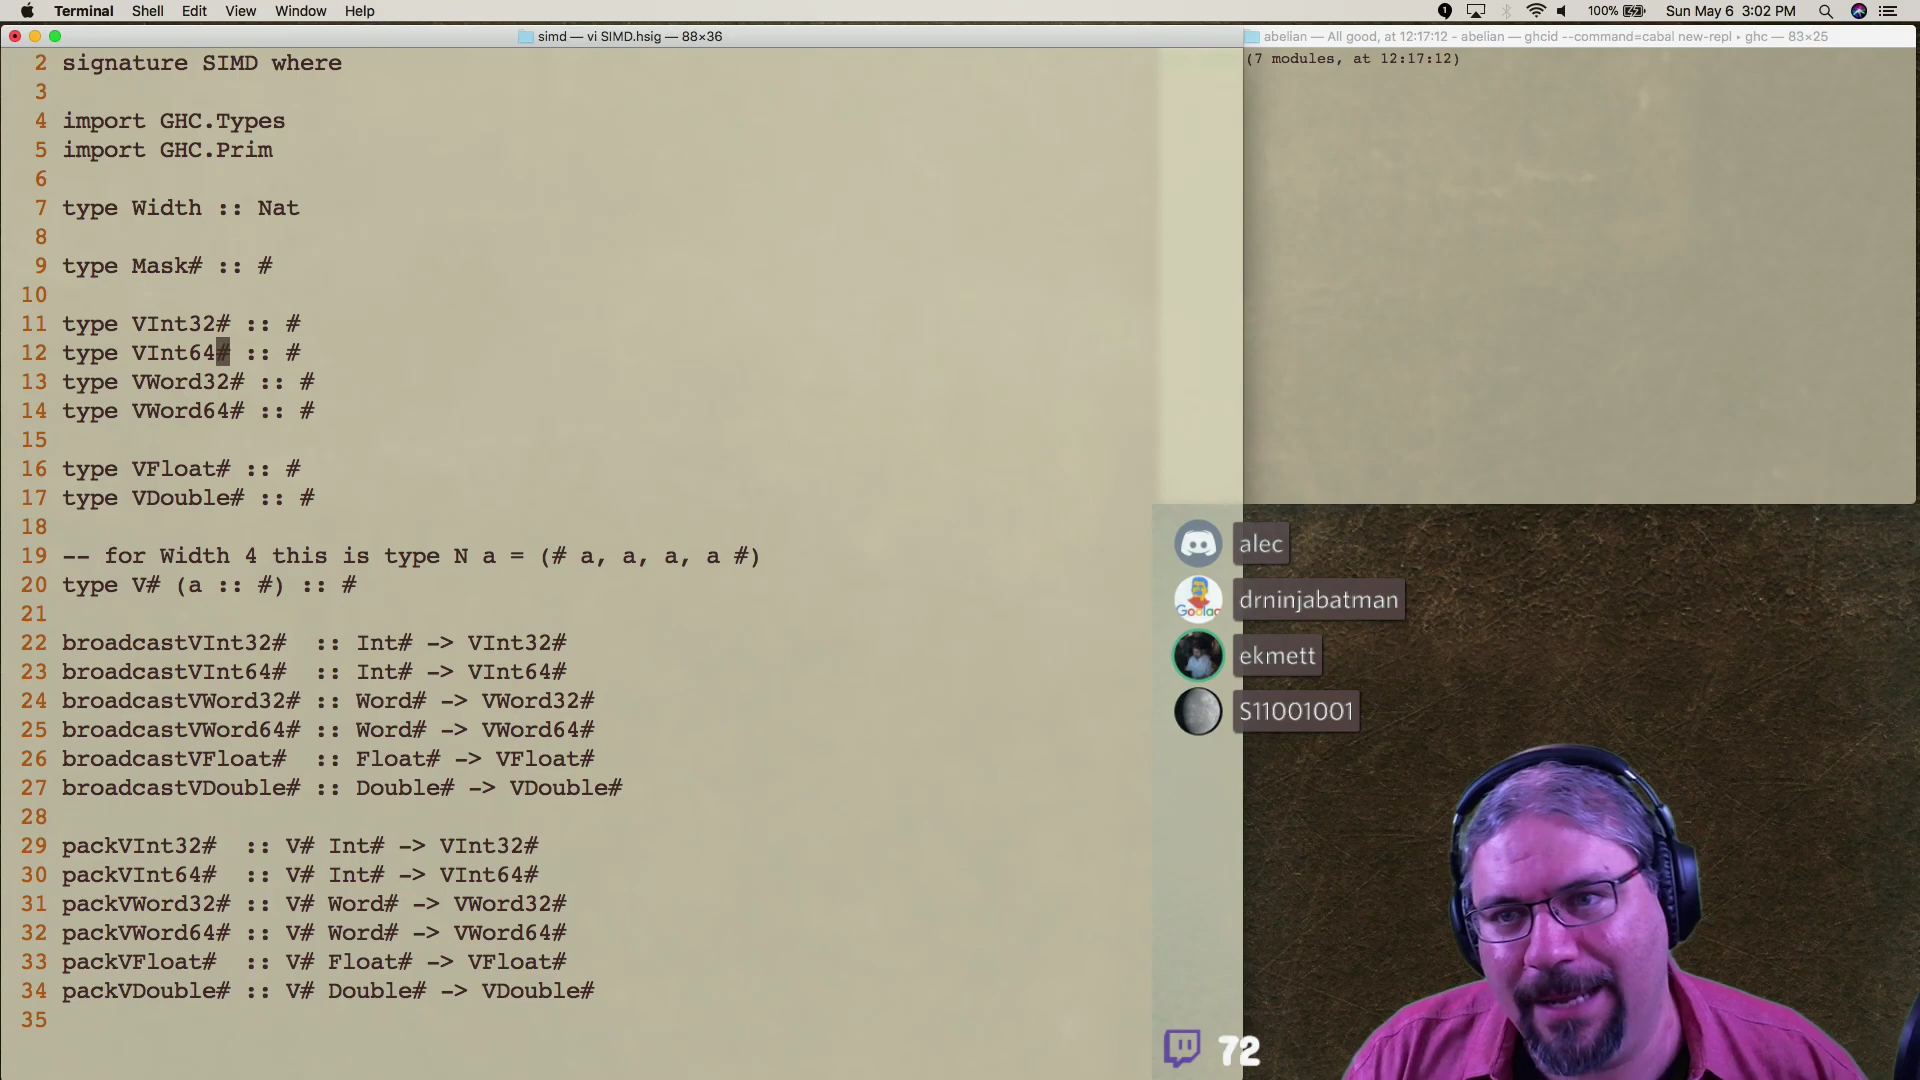 Terminal Shell Edit View Window Help
1 100% Sun May 6 3:02 PM
simd — vi SIMD.hsig — 88×36
abelian — All good, at 12:17:12 - abelian — ghcid --command=cabal new-repl ▸ ghc — 83×25
(7 modules, at 12:17:12)
2 signature SIMD where
3
4 import GHC.Types
5 import GHC.Prim
6
7 type Width :: Nat
8
9 type Mask# :: #
10
11 type VInt32# :: #
12 type VInt64# :: #
13 type VWord32# :: #
14 type VWord64# :: #
15
16 type VFloat# :: #
17 type VDouble# :: #
18
19 -- for Width 4 this is type N a = (# a, a, a, a #)
20 type V# (a :: #) :: #
21
22 broadcastVInt32#  :: Int# -> VInt32#
23 broadcastVInt64#  :: Int# -> VInt64#
24 broadcastVWord32# :: Word# -> VWord32#
25 broadcastVWord64# :: Word# -> VWord64#
26 broadcastVFloat#  :: Float# -> VFloat#
27 broadcastVDouble# :: Double# -> VDouble#
28
29 packVInt32#  :: V# Int# -> VInt32#
30 packVInt64#  :: V# Int# -> VInt64#
31 packVWord32# :: V# Word# -> VWord32#
32 packVWord64# :: V# Word# -> VWord64#
33 packVFloat#  :: V# Float# -> VFloat#
34 packVDouble# :: V# Double# -> VDouble#
35
alec
drninjabatman
ekmett
S11001001
72